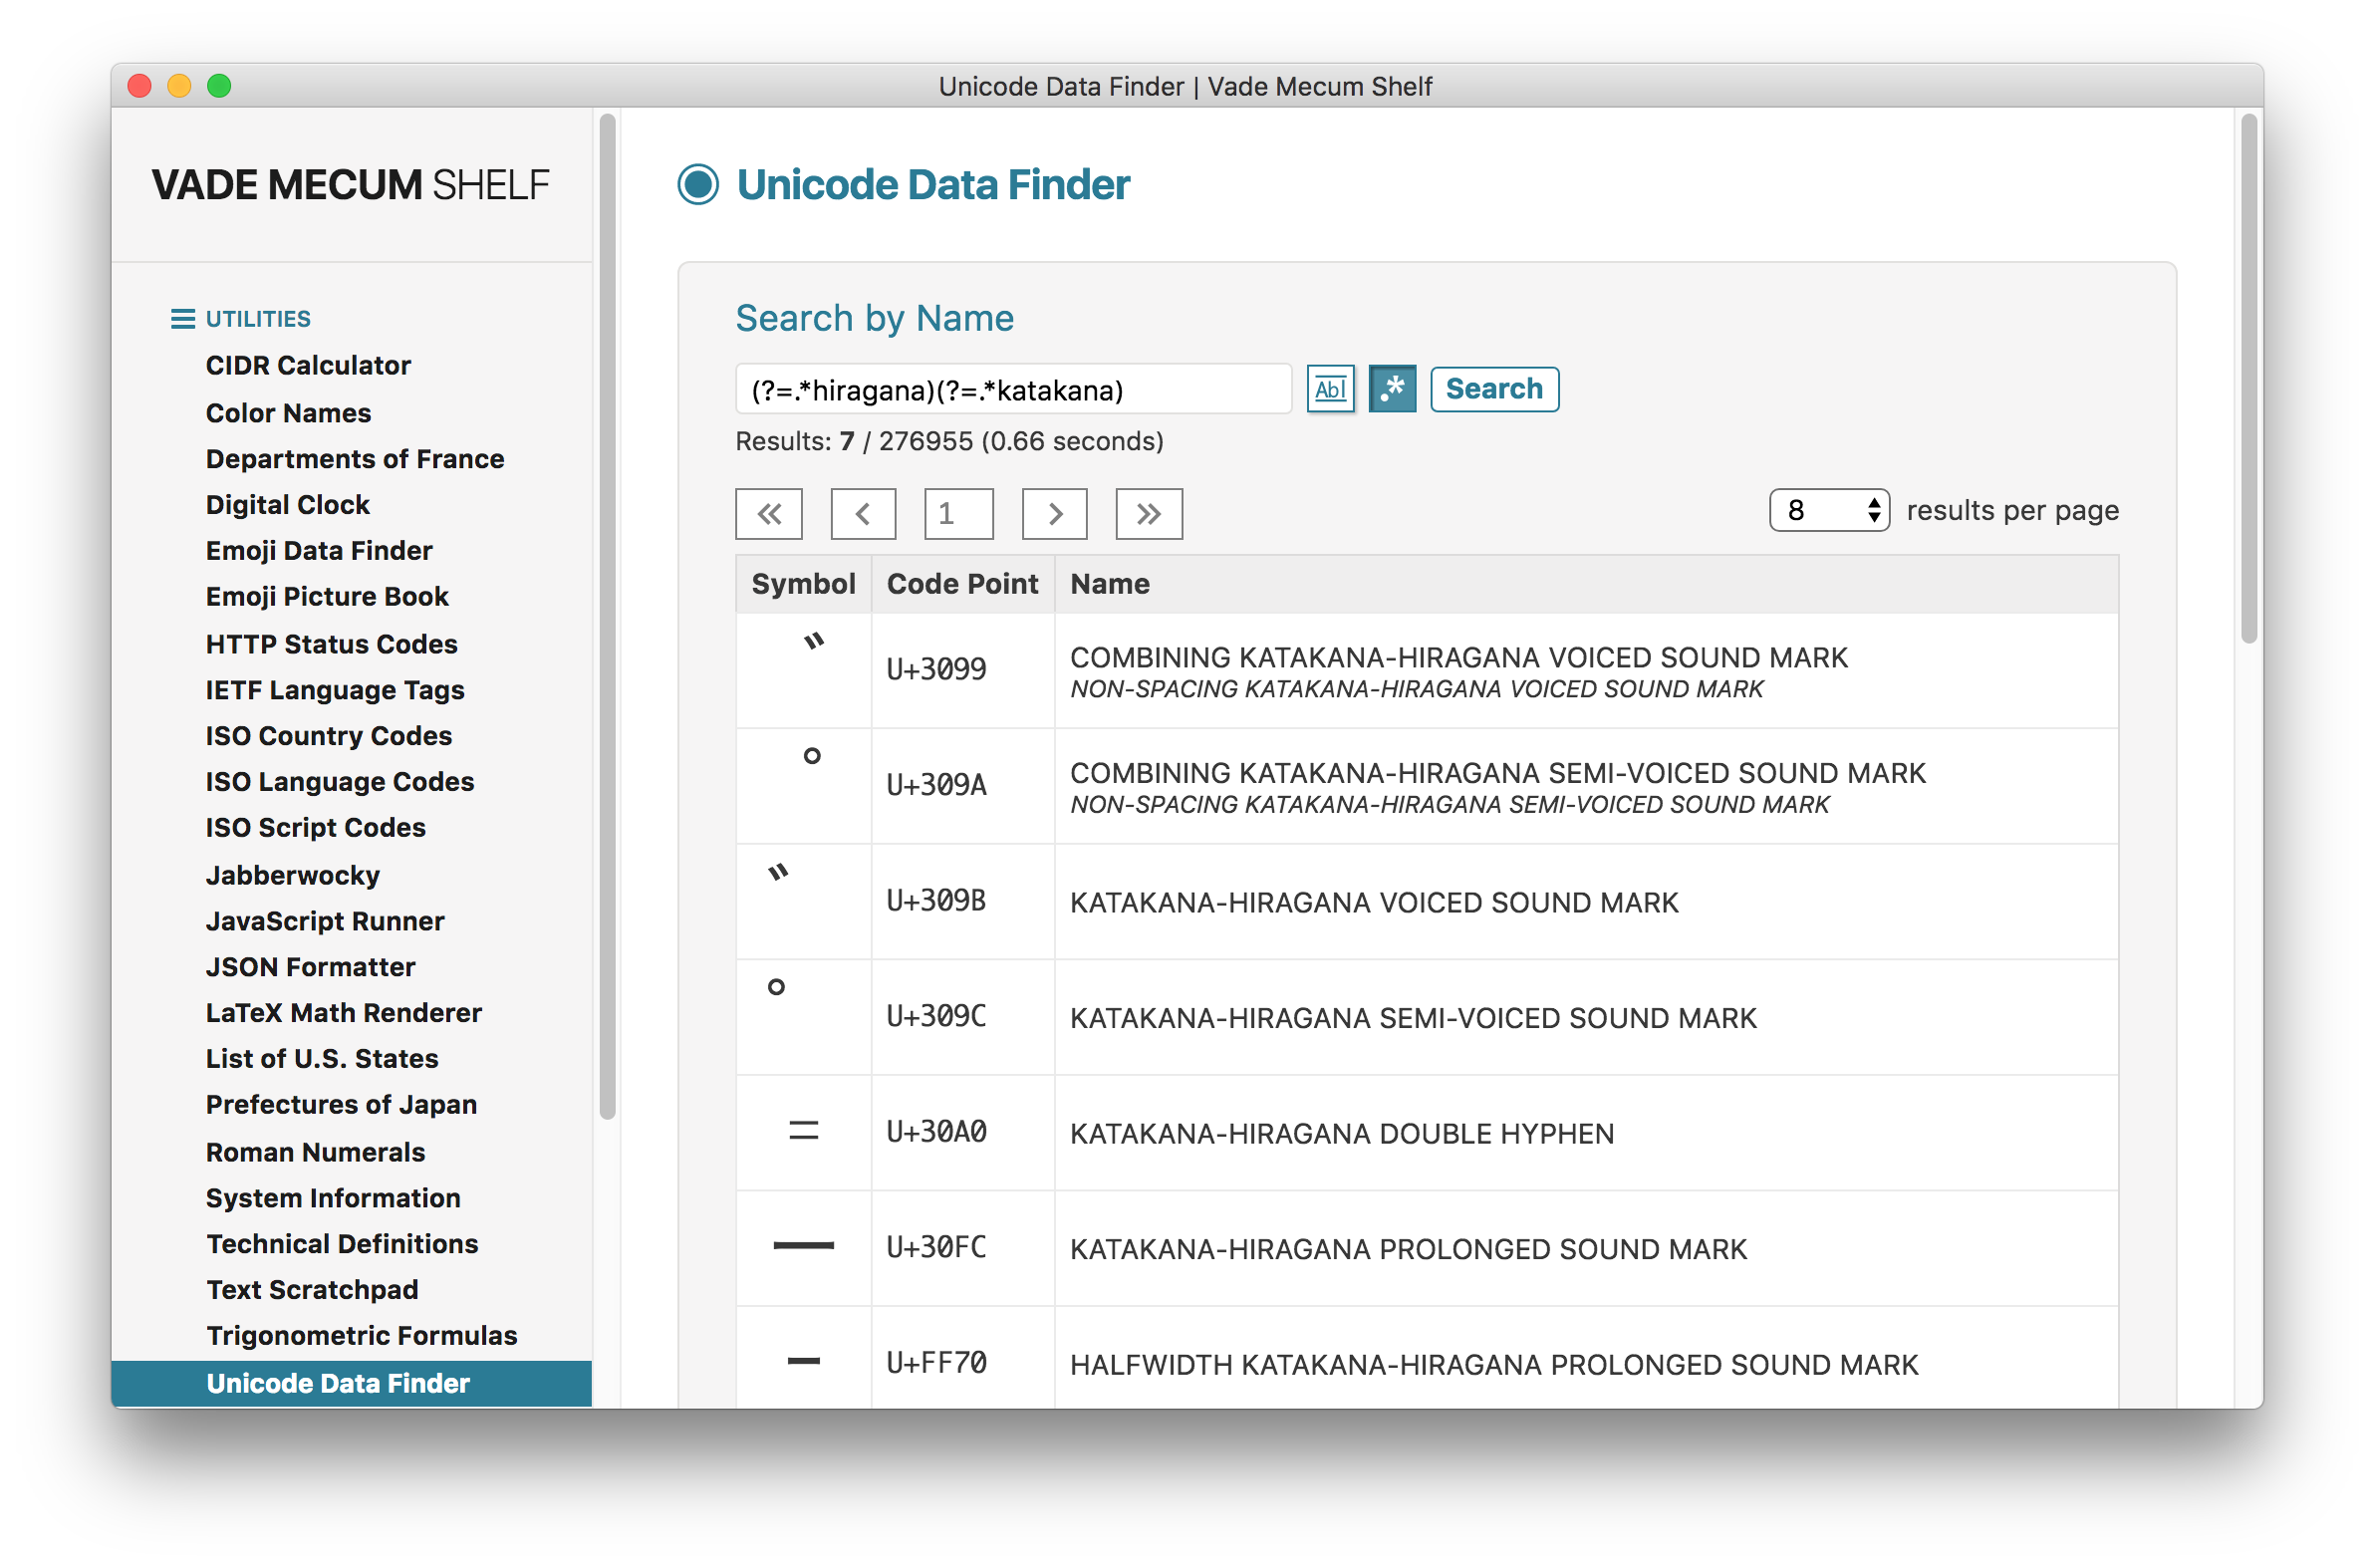 Unicode Data Finder | Vade Mecum Shelf
VADE MECUM SHELF
UTILITIES
CIDR Calculator
Color Names
Departments of France
Digital Clock
Emoji Data Finder
Emoji Picture Book
HTTP Status Codes
IETF Language Tags
ISO Country Codes
ISO Language Codes
ISO Script Codes
Jabberwocky
JavaScript Runner
JSON Formatter
LaTeX Math Renderer
List of U.S. States
Prefectures of Japan
Roman Numerals
System Information
Technical Definitions
Text Scratchpad
Trigonometric Formulas
Unicode Data Finder
Unicode Data Finder
Search by Name
(?=.*hiragana)(?=.*katakana) Abl .* Search
Results: 7 / 276955 (0.66 seconds)
« < 1 > » 8 results per page
Symbol Code Point Name
゙ U+3099 COMBINING KATAKANA-HIRAGANA VOICED SOUND MARK
NON-SPACING KATAKANA-HIRAGANA VOICED SOUND MARK
゚ U+309A COMBINING KATAKANA-HIRAGANA SEMI-VOICED SOUND MARK
NON-SPACING KATAKANA-HIRAGANA SEMI-VOICED SOUND MARK
゛ U+309B KATAKANA-HIRAGANA VOICED SOUND MARK
゜ U+309C KATAKANA-HIRAGANA SEMI-VOICED SOUND MARK
゠ U+30A0 KATAKANA-HIRAGANA DOUBLE HYPHEN
ー U+30FC KATAKANA-HIRAGANA PROLONGED SOUND MARK
ｰ U+FF70 HALFWIDTH KATAKANA-HIRAGANA PROLONGED SOUND MARK